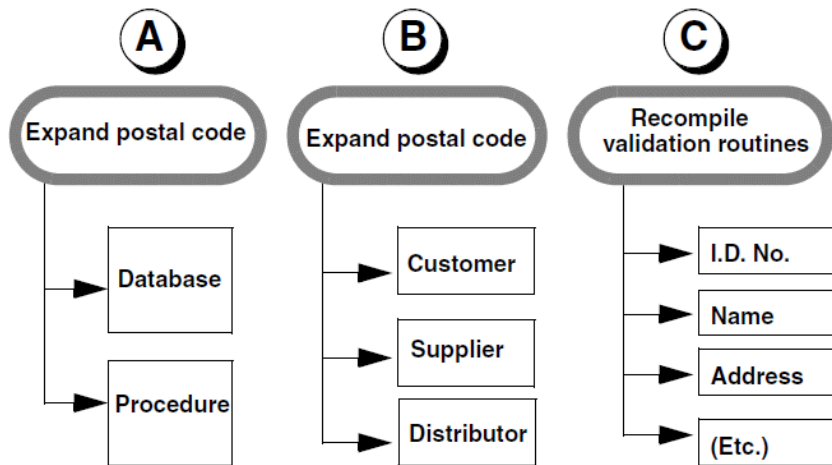 A
B
C
Expand postal code
Expand postal code
Recompile
validation routines
Database
Procedure
Customer
Supplier
Distributor
I.D. No.
Name
Address
(Etc.)